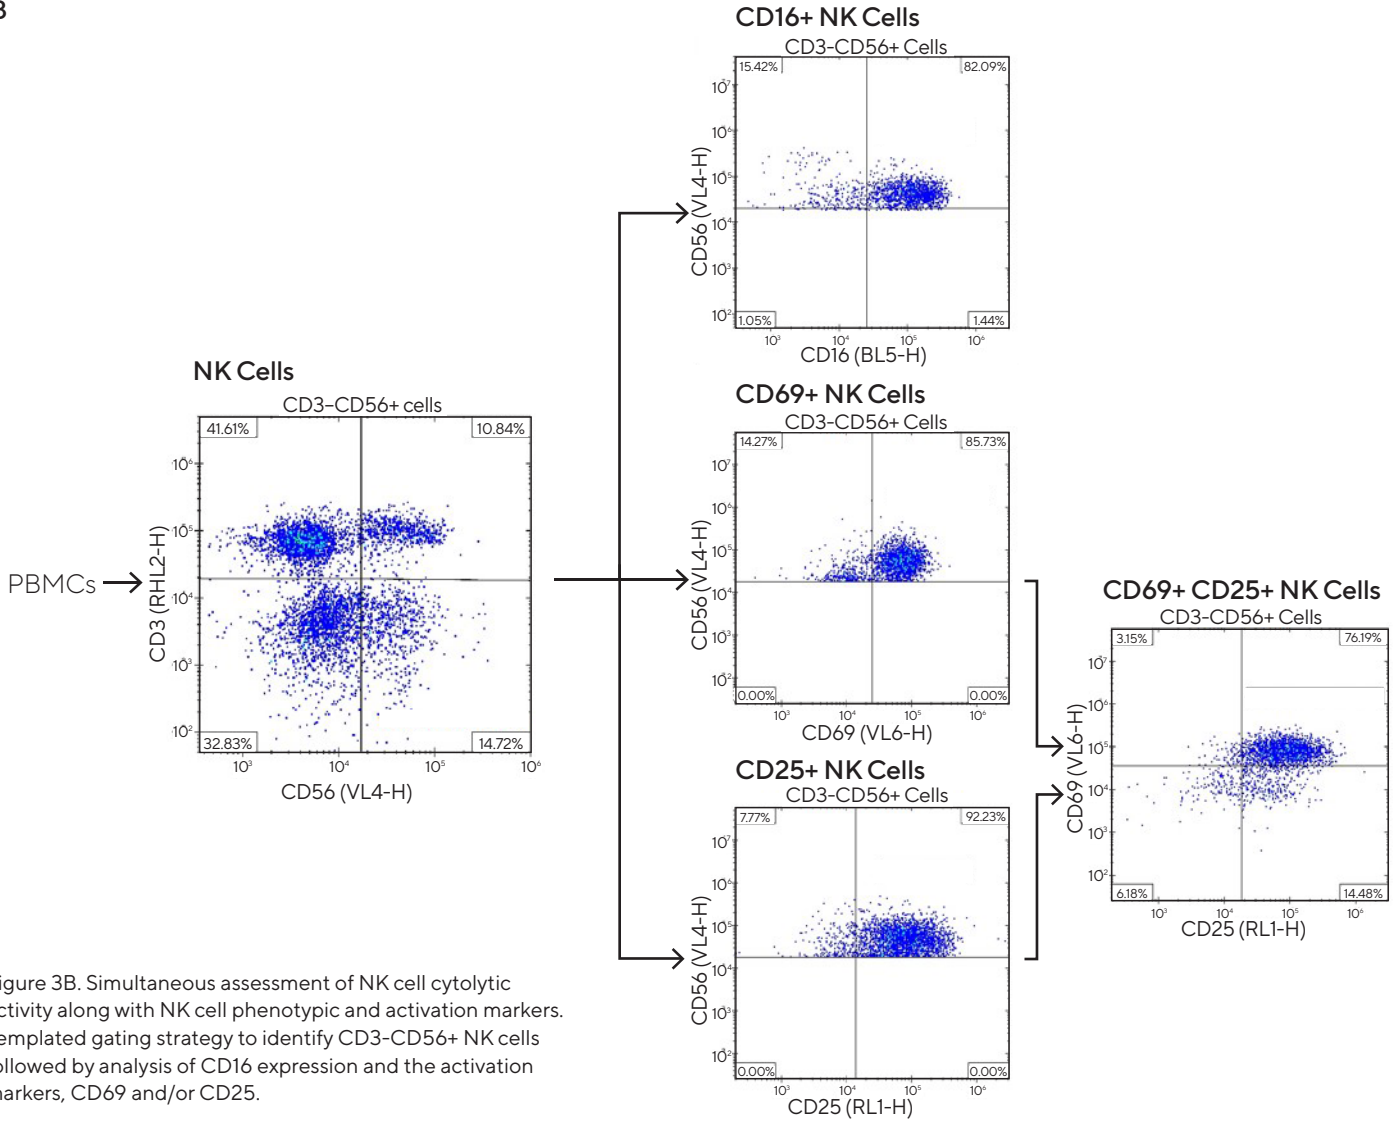 CD16+ NK Cells
CD3-CD56+ Cells
15.42%
82.09%
10⁷
10⁶
10⁵
10⁴
10³
10²
CD56 (VL4-H)
1.05%
1.44%
10³ 10⁴ 10⁵ 10⁶
CD16 (BL5-H)
NK Cells
CD3-CD56+ cells
41.61%
10.84%
10⁶
10⁵
10⁴
10³
10²
CD3 (RHL2-H)
PBMCs
32.83%
14.72%
10³ 10⁴ 10⁵ 10⁶
CD56 (VL4-H)
CD69+ NK Cells
CD3-CD56+ Cells
14.27%
85.73%
10⁷
10⁶
10⁵
10⁴
10³
10²
CD56 (VL4-H)
0.00%
0.00%
10³ 10⁴ 10⁵ 10⁶
CD69 (VL6-H)
CD25+ NK Cells
CD3-CD56+ Cells
7.77%
92.23%
10⁷
10⁶
10⁵
10⁴
10³
10²
CD56 (VL4-H)
0.00%
0.00%
10³ 10⁴ 10⁵ 10⁶
CD25 (RL1-H)
CD69+ CD25+ NK Cells
CD3-CD56+ Cells
3.15%
76.19%
10⁷
10⁶
10⁵
10⁴
10³
10²
CD69 (VL6-H)
6.18%
14.48%
10³ 10⁴ 10⁵ 10⁶
CD25 (RL1-H)
igure 3B. Simultaneous assessment of NK cell cytolytic
ctivity along with NK cell phenotypic and activation markers.
emplated gating strategy to identify CD3-CD56+ NK cells
ollowed by analysis of CD16 expression and the activation
narkers, CD69 and/or CD25.